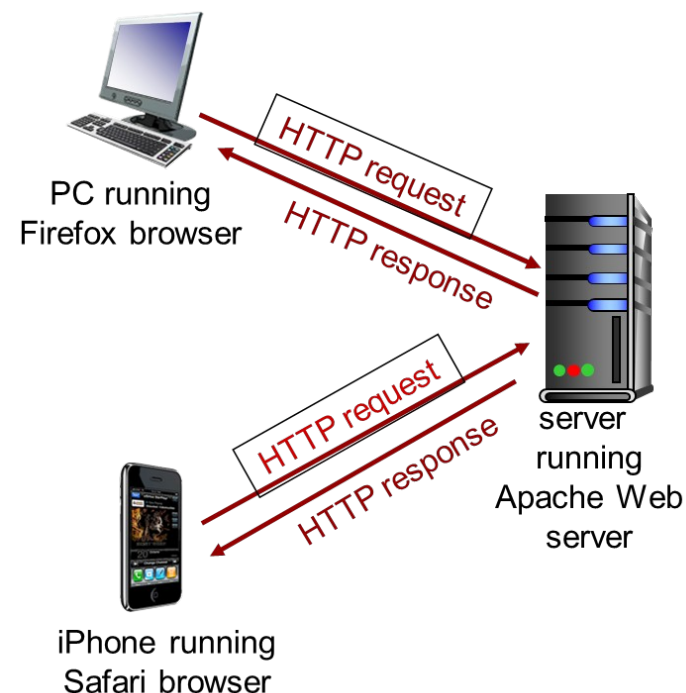 HTTP request
PC running
Firefox browser
HTTP response
HTTP request
server
running
Apache Web
server
HTTP response
iPhone running
Safari browser